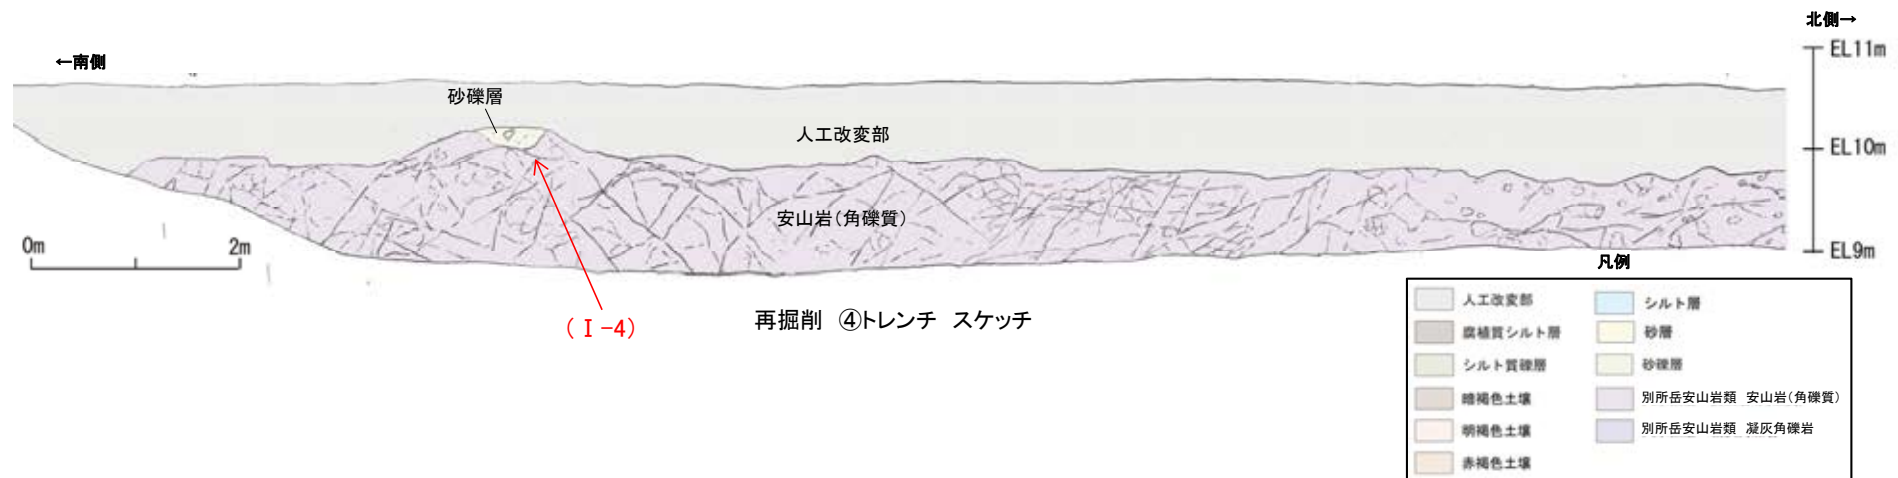 北側→
EL11m
←南側
砂礫層
人工改変部
EL10m
安山岩(角礫質)
0m
2m
EL9m
凡例
(Ⅰ-4)
再掘削 ④トレンチ スケッチ
人工改変部
シルト層
腐植質シルト層
砂層
シルト質礫層
砂礫層
暗褐色土壌
別所岳安山岩類 安山岩(角礫質)
明褐色土壌
別所岳安山岩類 凝灰角礫岩
赤褐色土壌